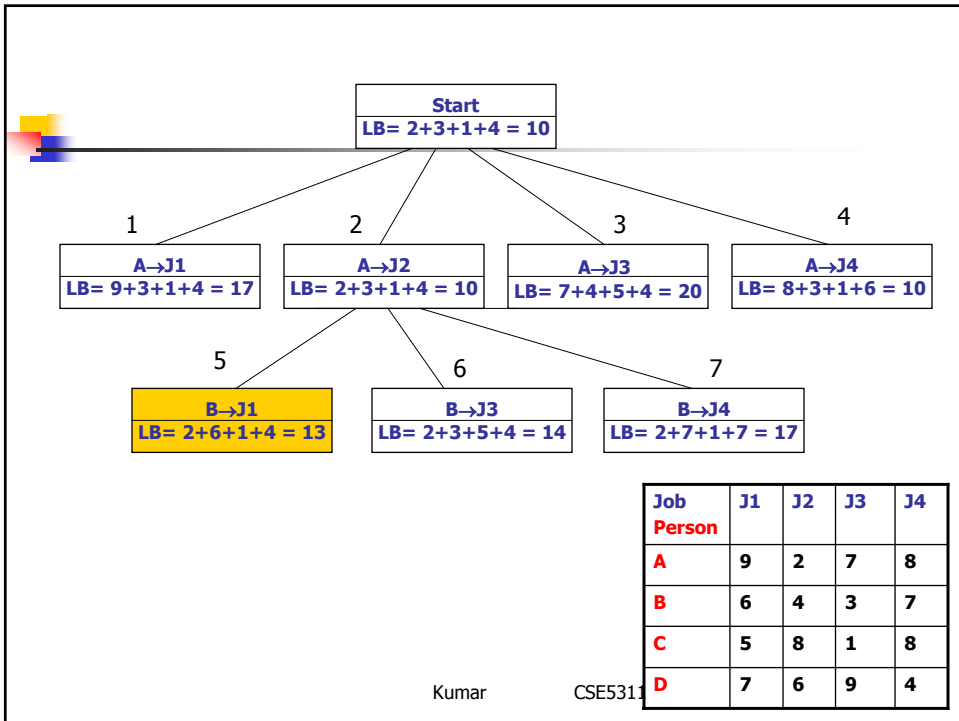 Start
LB= 2+3+1+4 = 10
1
2
3
4
A→J1
LB= 9+3+1+4 = 17
A→J2
LB= 2+3+1+4 = 10
A→J3
LB= 7+4+5+4 = 20
A→J4
LB= 8+3+1+6 = 10
5
6
7
B→J1
LB= 2+6+1+4 = 13
B→J3
LB= 2+3+5+4 = 14
B→J4
LB= 2+7+1+7 = 17
Job Person J1 J2 J3 J4
A 9 2 7 8
B 6 4 3 7
C 5 8 1 8
D 7 6 9 4
Kumar CSE5311